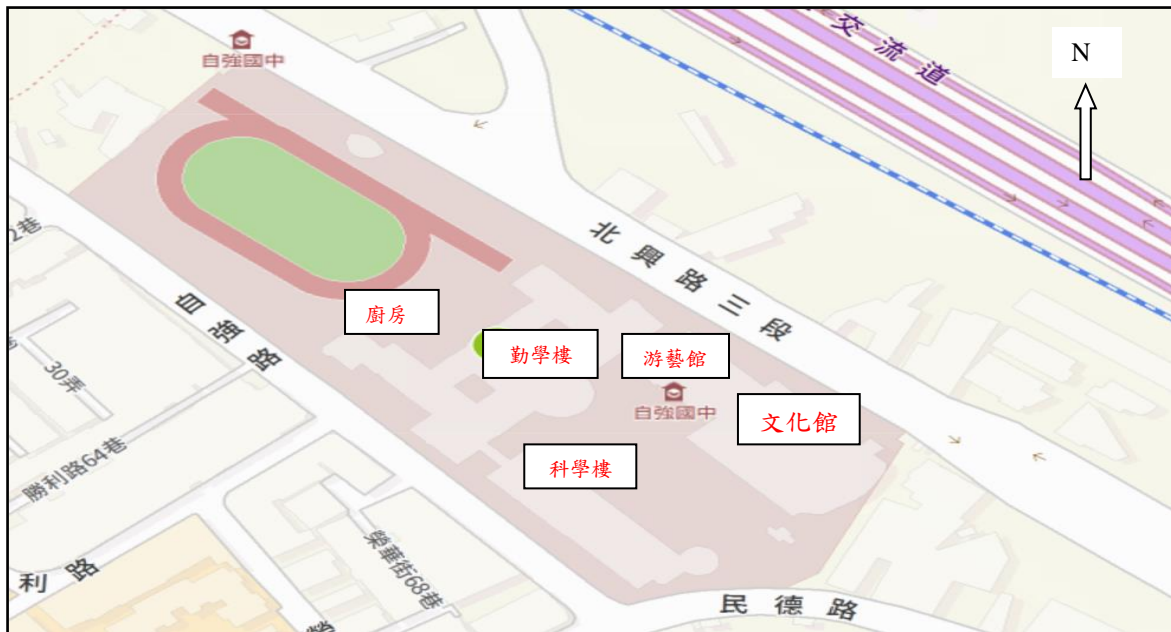 交流道
N
自強國中
北興路三段
2巷
自強路
廚房
勤學樓
游藝館
30弄
自強國中
文化館
科學樓
勝利路64巷
榮華街68巷
利路
民德路